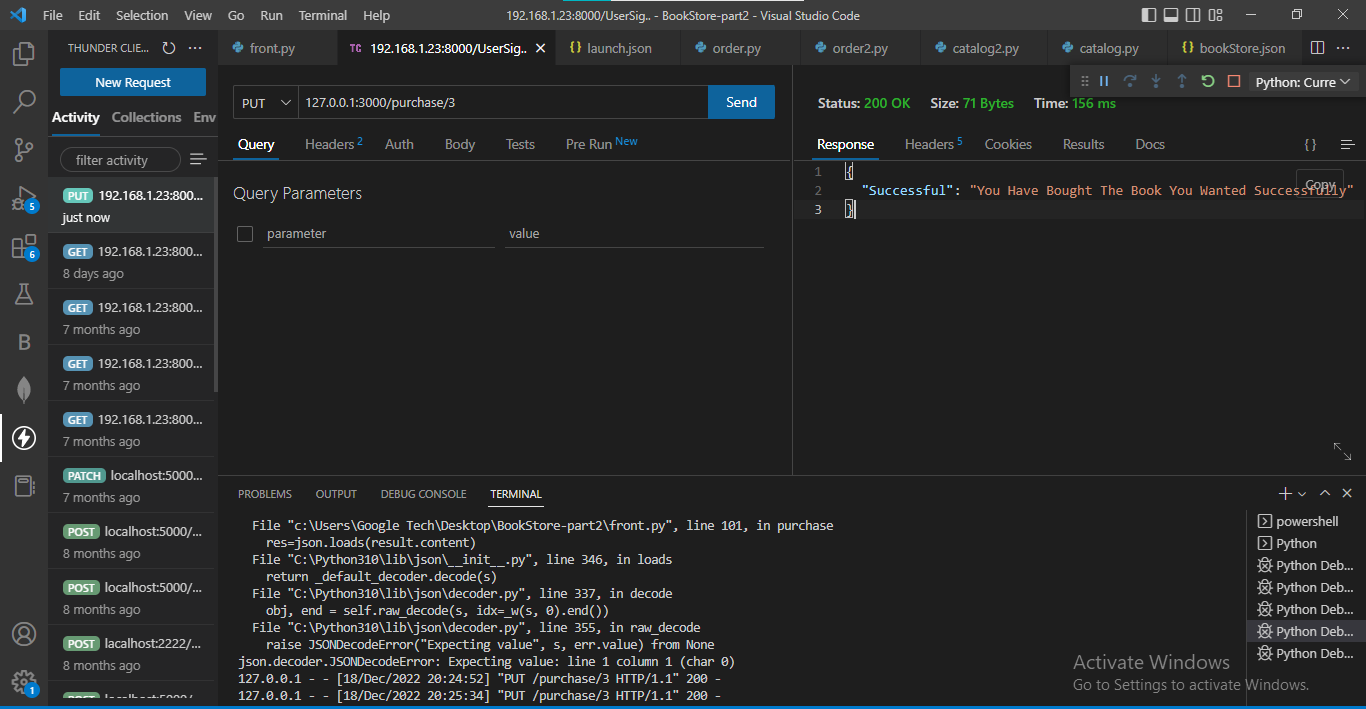 File Edit Selection View Go Run Terminal Help 192.168.1.23:8000/UserSig.. - BookStore-part2 - Visual Studio Code
THUNDER CLIE... ...
front.py TC 192.168.1.23:8000/UserSig.. {} launch.json order.py order2.py catalog2.py catalog.py {} bookStore.json ...
New Request
PUT 127.0.0.1:3000/purchase/3 Send
Status: 200 OK Size: 71 Bytes Time: 156 ms
Python: Curre
Activity Collections Env
Query Headers 2 Auth Body Tests Pre Run New
Response Headers 5 Cookies Results Docs {}
filter activity
Query Parameters
parameter value
1 {
2 "Successful": "You Have Bought The Book You Wanted Successfully"
3 }
Copy
PUT 192.168.1.23:800...
just now
GET 192.168.1.23:800...
8 days ago
GET 192.168.1.23:800...
7 months ago
GET 192.168.1.23:800...
7 months ago
GET 192.168.1.23:800...
7 months ago
PATCH localhost:5000...
7 months ago
POST localhost:5000/...
8 months ago
POST localhost:5000/...
8 months ago
POST localhost:2222/...
8 months ago
POST localhost:5000/...
5
6
B
1
PROBLEMS OUTPUT DEBUG CONSOLE TERMINAL
File "c:\Users\Google Tech\Desktop\BookStore-part2\front.py", line 101, in purchase
res=json.loads(result.content)
File "C:\Python310\lib\json\__init__.py", line 346, in loads
return _default_decoder.decode(s)
File "C:\Python310\lib\json\decoder.py", line 337, in decode
obj, end = self.raw_decode(s, idx=_w(s, 0).end())
File "C:\Python310\lib\json\decoder.py", line 355, in raw_decode
raise JSONDecodeError("Expecting value", s, err.value) from None
json.decoder.JSONDecodeError: Expecting value: line 1 column 1 (char 0)
127.0.0.1 - - [18/Dec/2022 20:24:52] "PUT /purchase/3 HTTP/1.1" 200 -
127.0.0.1 - - [18/Dec/2022 20:25:34] "PUT /purchase/3 HTTP/1.1" 200 -
powershell
Python
Python Deb...
Python Deb...
Python Deb...
Python Deb...
Python Deb...
Activate Windows
Go to Settings to activate Windows.